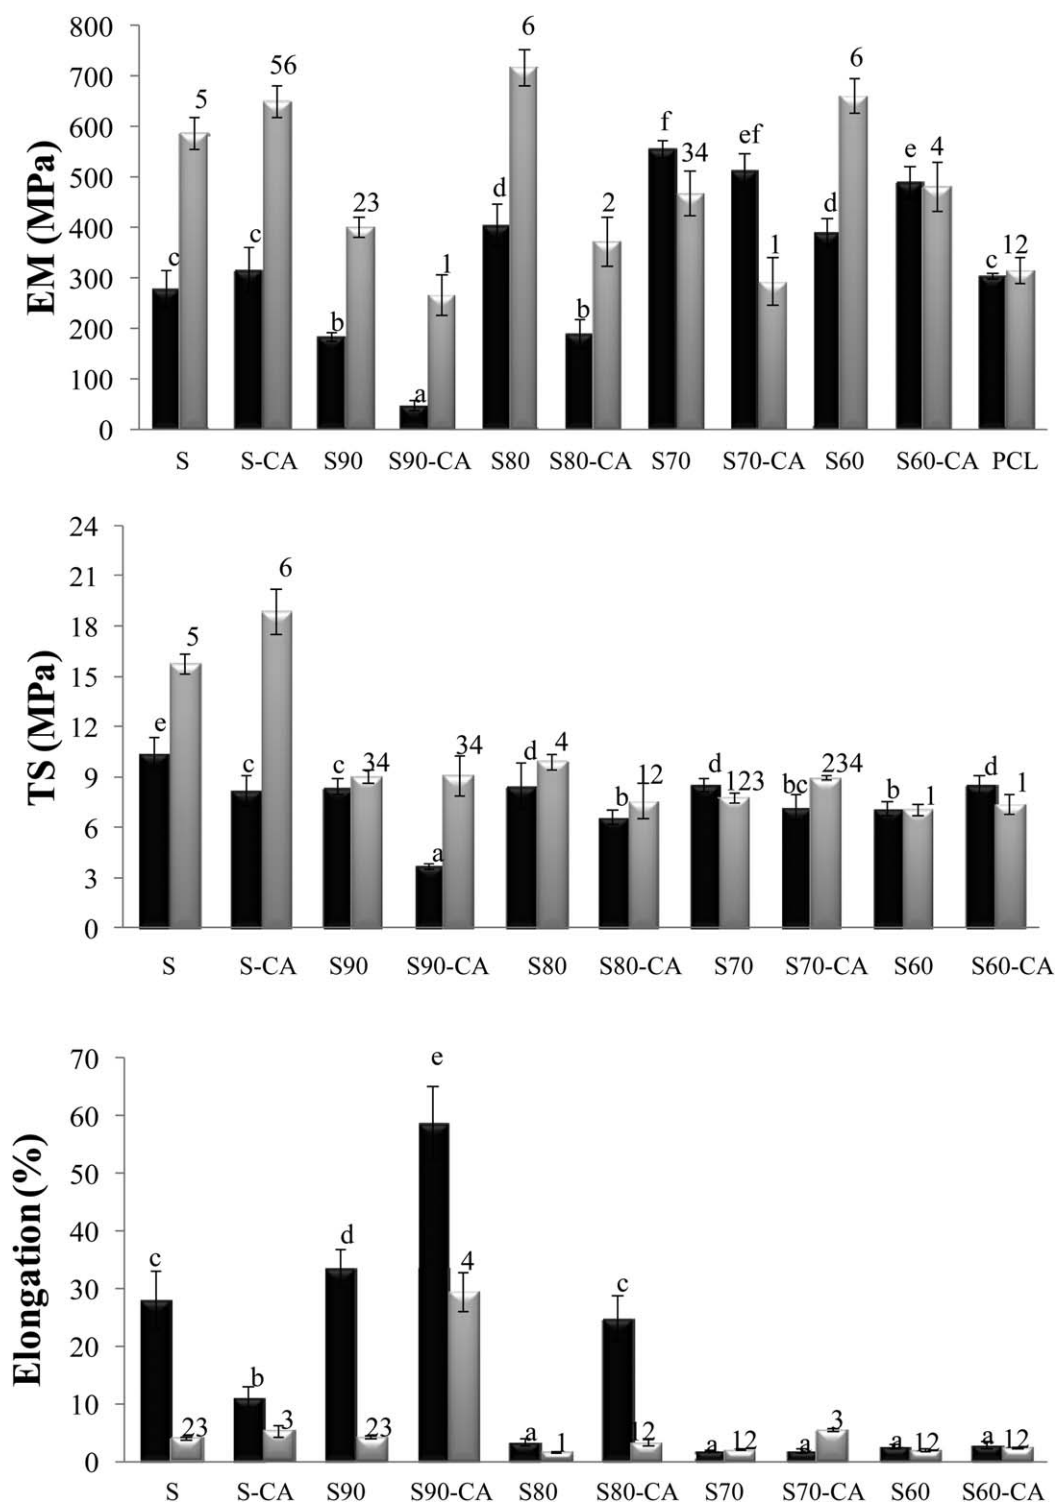 800
700
600
500
400
300
200
100
0
EM (MPa)
c 5 c 56 b 23 a 1 d 6 b 2 f 34 ef 1 d 6 e 4 c 12
S S-CA S90 S90-CA S80 S80-CA S70 S70-CA S60 S60-CA PCL
24
21
18
15
12
9
6
3
0
TS (MPa)
e 5 c 6 c 34 a 34 d 4 b 12 d 123 bc 234 b 1 d 1
S S-CA S90 S90-CA S80 S80-CA S70 S70-CA S60 S60-CA
70
60
50
40
30
20
10
0
Elongation (%)
c 23 b 3 d 23 e 4 a 1 c 12 a 12 a 3 a 12 a 12
S S-CA S90 S90-CA S80 S80-CA S70 S70-CA S60 S60-CA